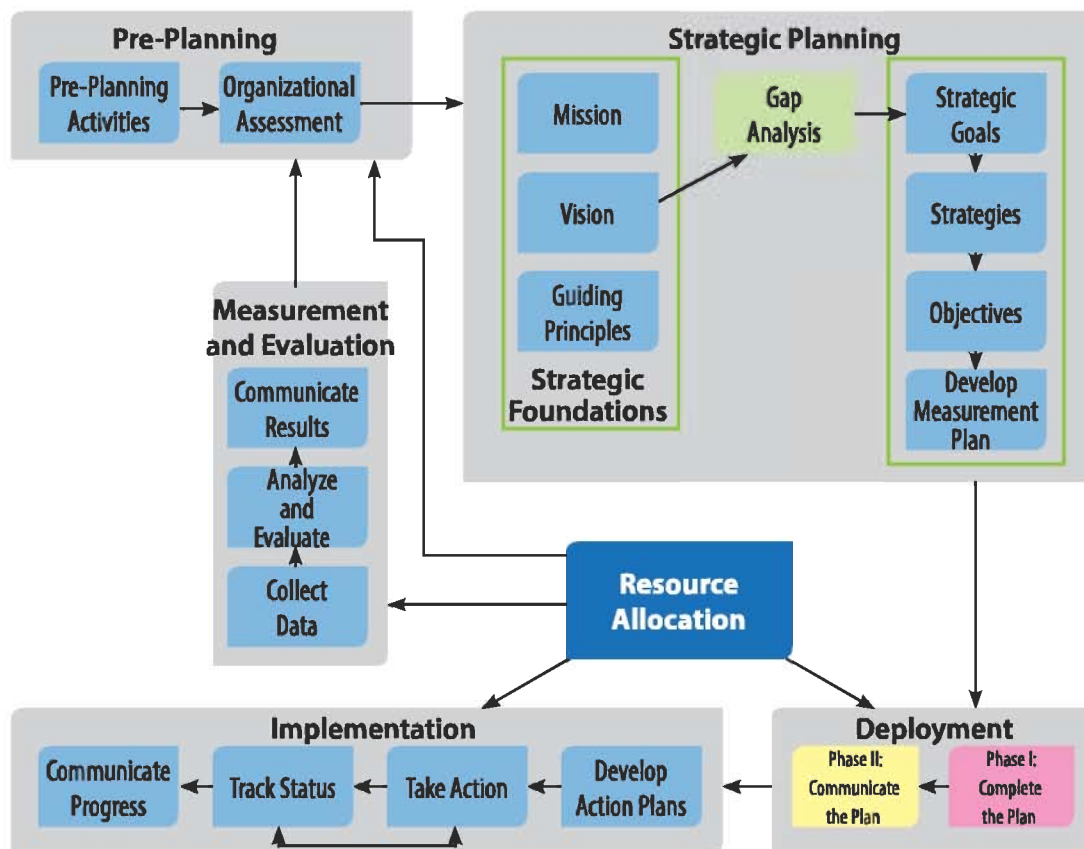 Pre-Planning
Pre-Planning
Activities
Organizational
Assessment
Strategic Planning
Mission
Vision
Guiding
Principles
Strategic
Foundations
Gap
Analysis
Strategic
Goals
Strategies
Objectives
Develop
Measurement
Plan
Measurement
and Evaluation
Communicate
Results
Analyze
and
Evaluate
Collect
Data
Resource
Allocation
Implementation
Communicate
Progress
Track Status
Take Action
Develop
Action Plans
Deployment
Phase II:
Communicate
the Plan
Phase I:
Complete
the Plan